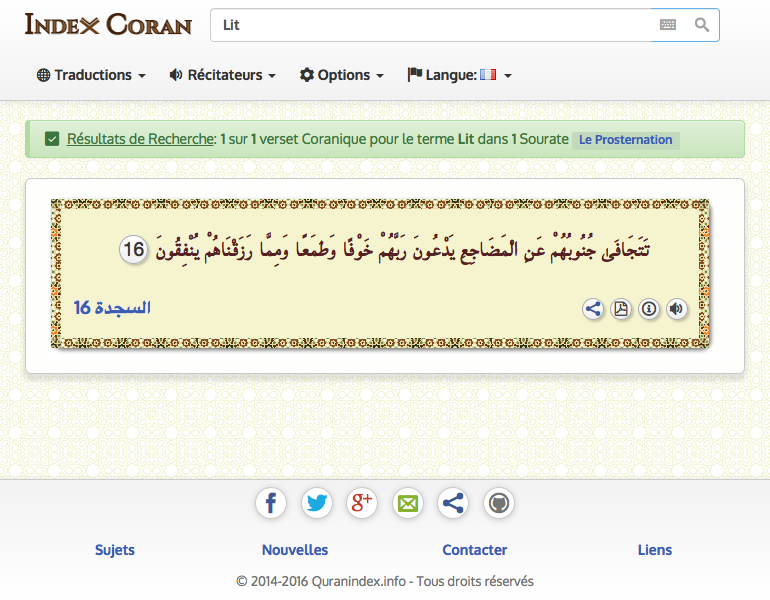 Index Coran
Lit
Traductions
Récitateurs
Options
Langue:
Résultats de Recherche: 1 sur 1 verset Coranique pour le terme Lit dans 1 Sourate Le Prosternation
تَتَجَافَىٰ جُنُوبُهُمْ عَنِ الْمَضَاجِعِ يَدْعُونَ رَبَّهُمْ خَوْفًا وَطَمَعًا وَمِمَّا رَزَقْنَاهُمْ يُنْفِقُونَ 16
السجدة 16
f
g+
Sujets
Nouvelles
Contacter
Liens
© 2014-2016 Quranindex.info - Tous droits réservés